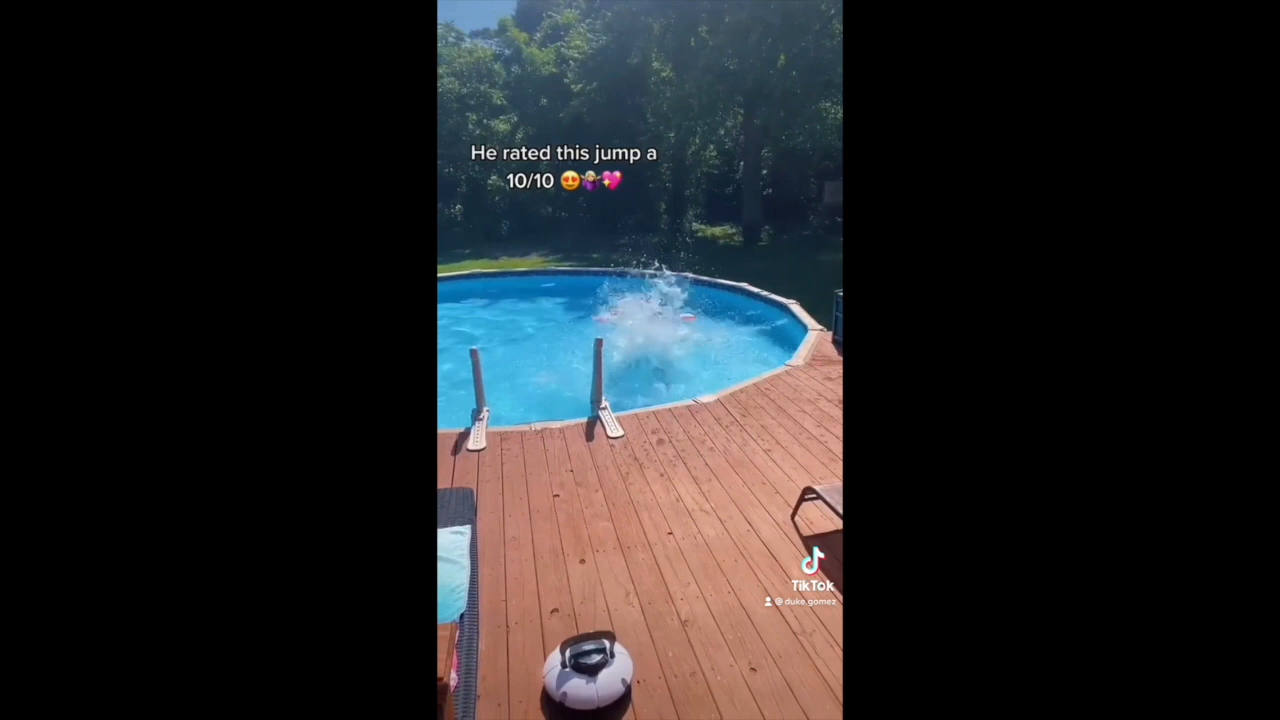 He rated this jump a
10/10 😍🤷🏼‍♀️💖
TikTok
@duke.gomez